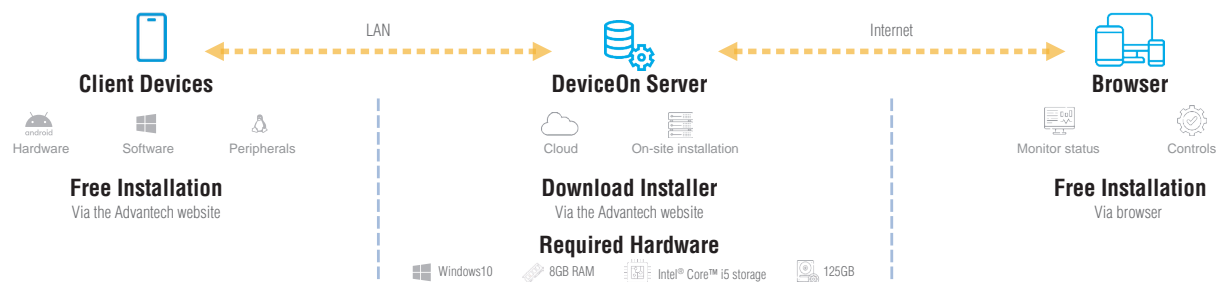 LAN
Internet
Client Devices
DeviceOn Server
Browser
android
Hardware
Software
Peripherals
Cloud
On-site installation
Monitor status
Controls
Free Installation
Via the Advantech website
Download Installer
Via the Advantech website
Free Installation
Via browser
Required Hardware
Windows10
8GB RAM
Intel® Core™ i5 storage
125GB